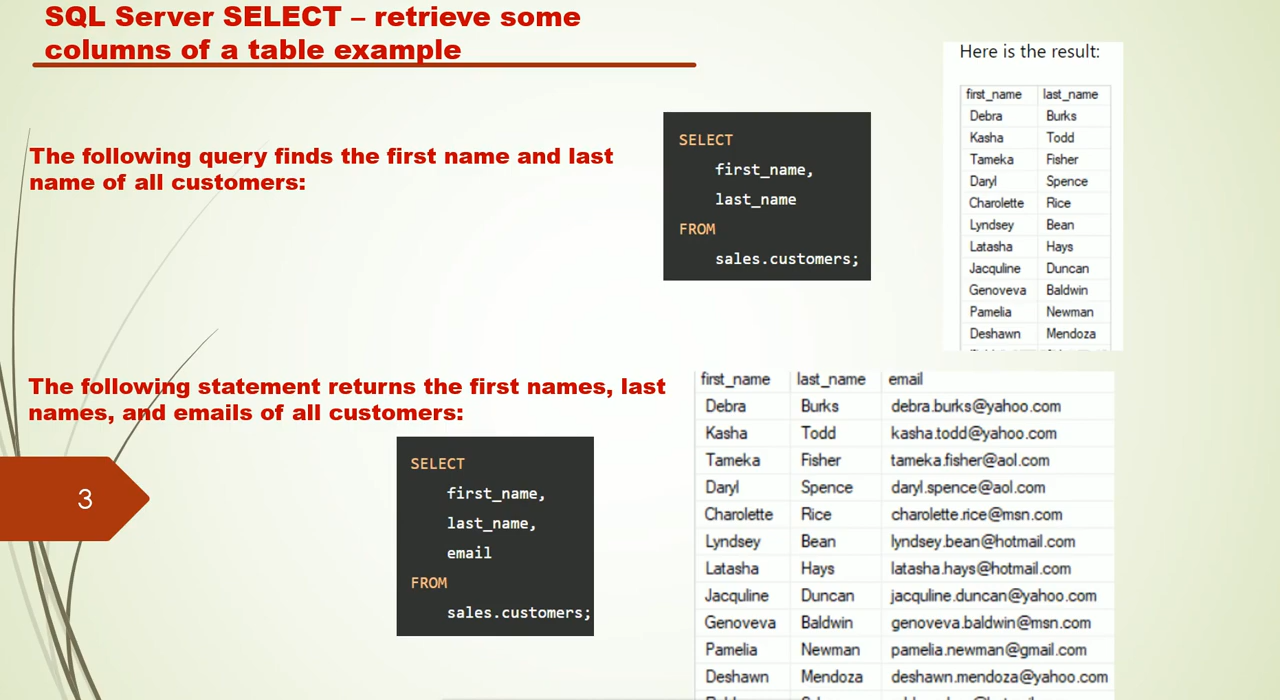 SQL Server SELECT – retrieve some
columns of a table example
The following query finds the first name and last
name of all customers:
SELECT
first_name,
last_name
FROM
sales.customers;
Here is the result:
first_name last_name
Debra Burks
Kasha Todd
Tameka Fisher
Daryl Spence
Charolette Rice
Lyndsey Bean
Latasha Hays
Jacquline Duncan
Genoveva Baldwin
Pamelia Newman
Deshawn Mendoza
The following statement returns the first names, last
names, and emails of all customers:
SELECT
first_name,
last_name,
email
FROM
sales.customers;
first_name last_name email
Debra Burks debra.burks@yahoo.com
Kasha Todd kasha.todd@yahoo.com
Tameka Fisher tameka.fisher@aol.com
Daryl Spence daryl.spence@aol.com
Charolette Rice charolette.rice@msn.com
Lyndsey Bean lyndsey.bean@hotmail.com
Latasha Hays latasha.hays@hotmail.com
Jacquline Duncan jacquline.duncan@yahoo.com
Genoveva Baldwin genoveva.baldwin@msn.com
Pamelia Newman pamelia.newman@gmail.com
Deshawn Mendoza deshawn.mendoza@yahoo.com
3